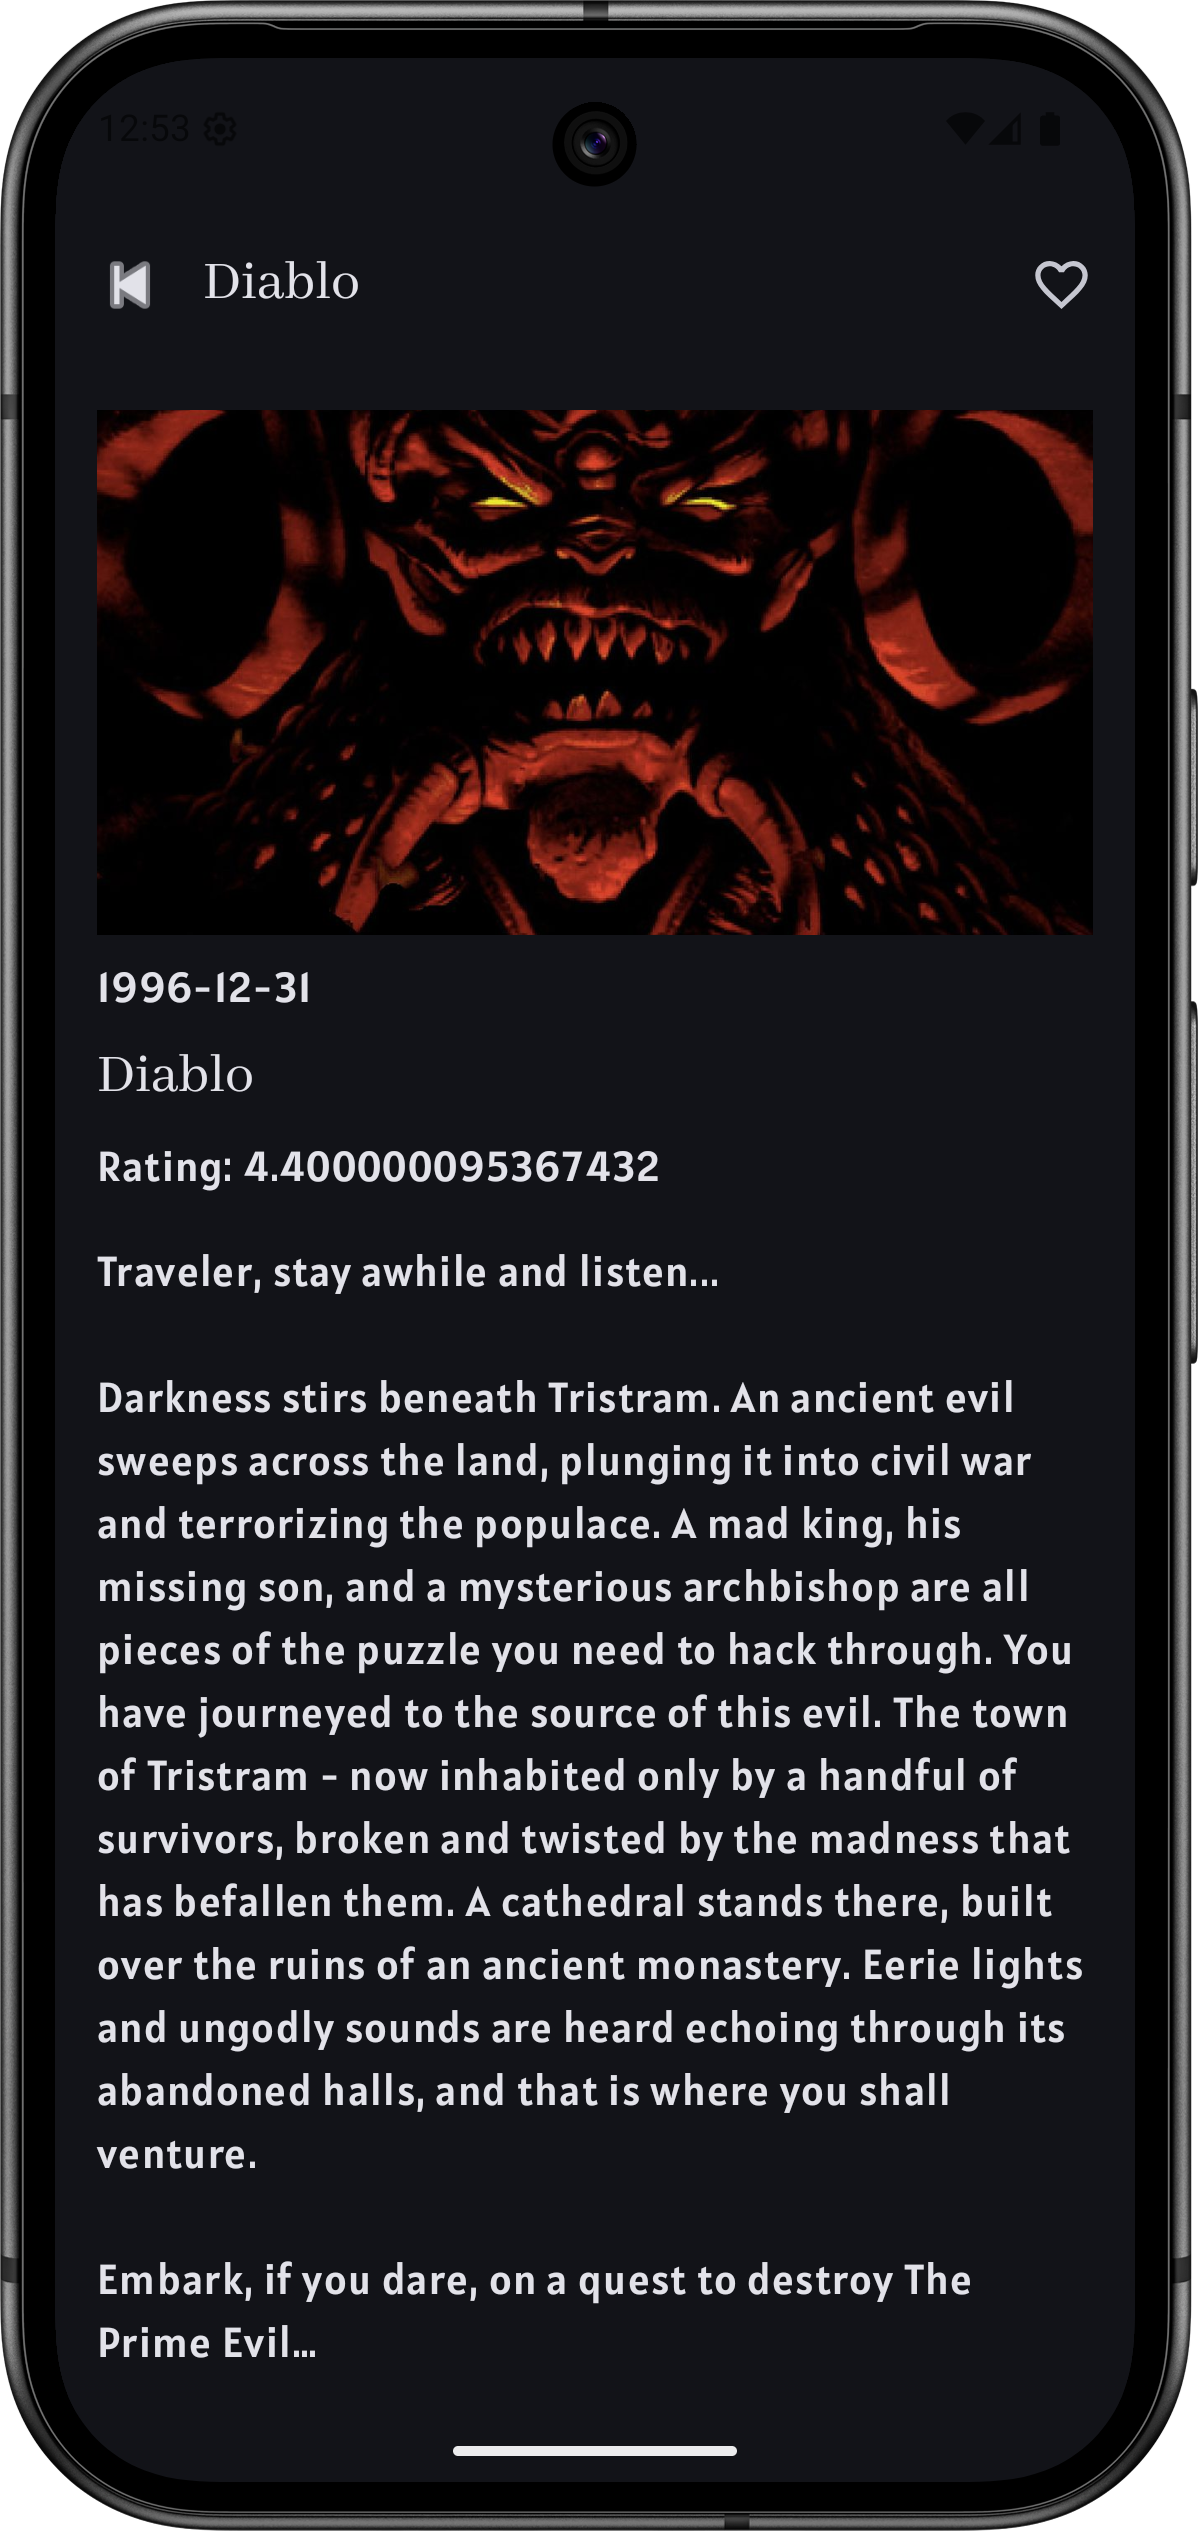 12:53
Diablo
1996-12-31
Diablo
Rating: 4.400000095367432
Traveler, stay awhile and listen...
Darkness stirs beneath Tristram. An ancient evil
sweeps across the land, plunging it into civil war
and terrorizing the populace. A mad king, his
missing son, and a mysterious archbishop are all
pieces of the puzzle you need to hack through. You
have journeyed to the source of this evil. The town
of Tristram - now inhabited only by a handful of
survivors, broken and twisted by the madness that
has befallen them. A cathedral stands there, built
over the ruins of an ancient monastery. Eerie lights
and ungodly sounds are heard echoing through its
abandoned halls, and that is where you shall
venture.
Embark, if you dare, on a quest to destroy The
Prime Evil...